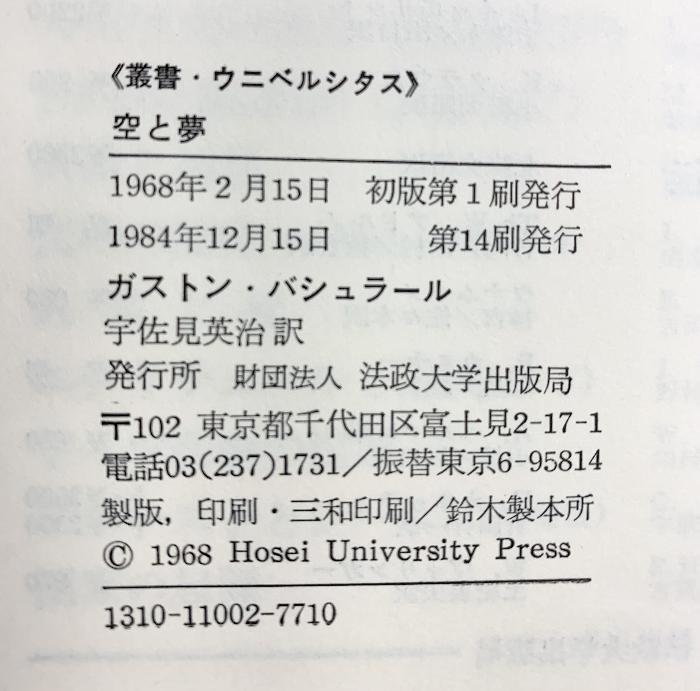 《叢書・ウニベルシタス》
空と夢
1968年2月15日 初版第1刷発行
1984年12月15日 第14刷発行
ガストン・バシュラール
宇佐見英治訳
発行所 財団法人 法政大学出版局
〒102 東京都千代田区富士見2-17-1
電話03(237)1731／振替東京6-95814
製版，印刷・三和印刷／鈴木製本所
© 1968 Hosei University Press
1310-11002-7710